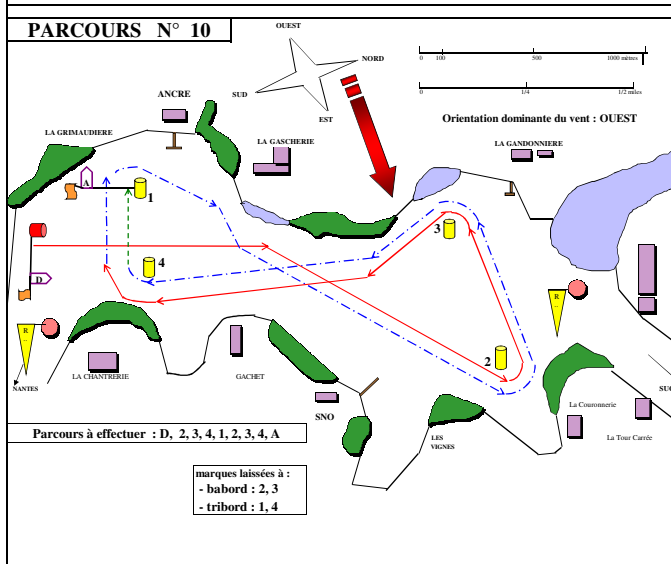 PARCOURS N° 10
OUEST
NORD
SUD
EST
0 100 500 1000 mètres
0 1/4 1/2 miles
Orientation dominante du vent : OUEST
ANCRE
LA GRIMAUDIERE
LA GASCHERIE
LA GANDONNIERE
A
1
3
4
D
2
R
R
NANTES
LA CHANTRERIE
GACHET
SNO
LES
VIGNES
La Couronnerie
La Tour Carrée
Parcours à effectuer : D, 2, 3, 4, 1, 2, 3, 4, A
marques laissées à :
- babord : 2, 3
- tribord : 1, 4